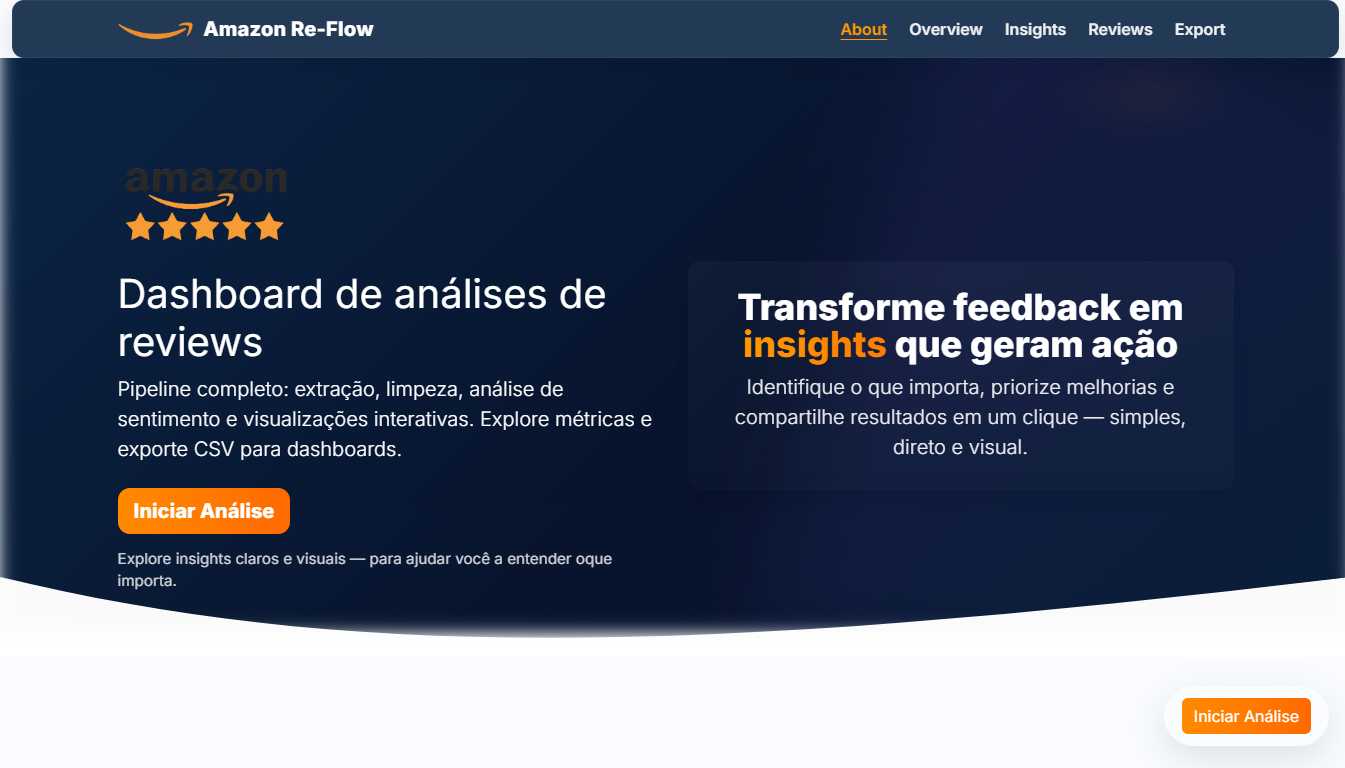 Amazon Re-Flow
About Overview Insights Reviews Export
amazon
Dashboard de análises de
reviews
Pipeline completo: extração, limpeza, análise de
sentimento e visualizações interativas. Explore métricas e
exporte CSV para dashboards.
Iniciar Análise
Explore insights claros e visuais — para ajudar você a entender oque
importa.
Transforme feedback em
insights que geram ação
Identifique o que importa, priorize melhorias e
compartilhe resultados em um clique — simples,
direto e visual.
Iniciar Análise